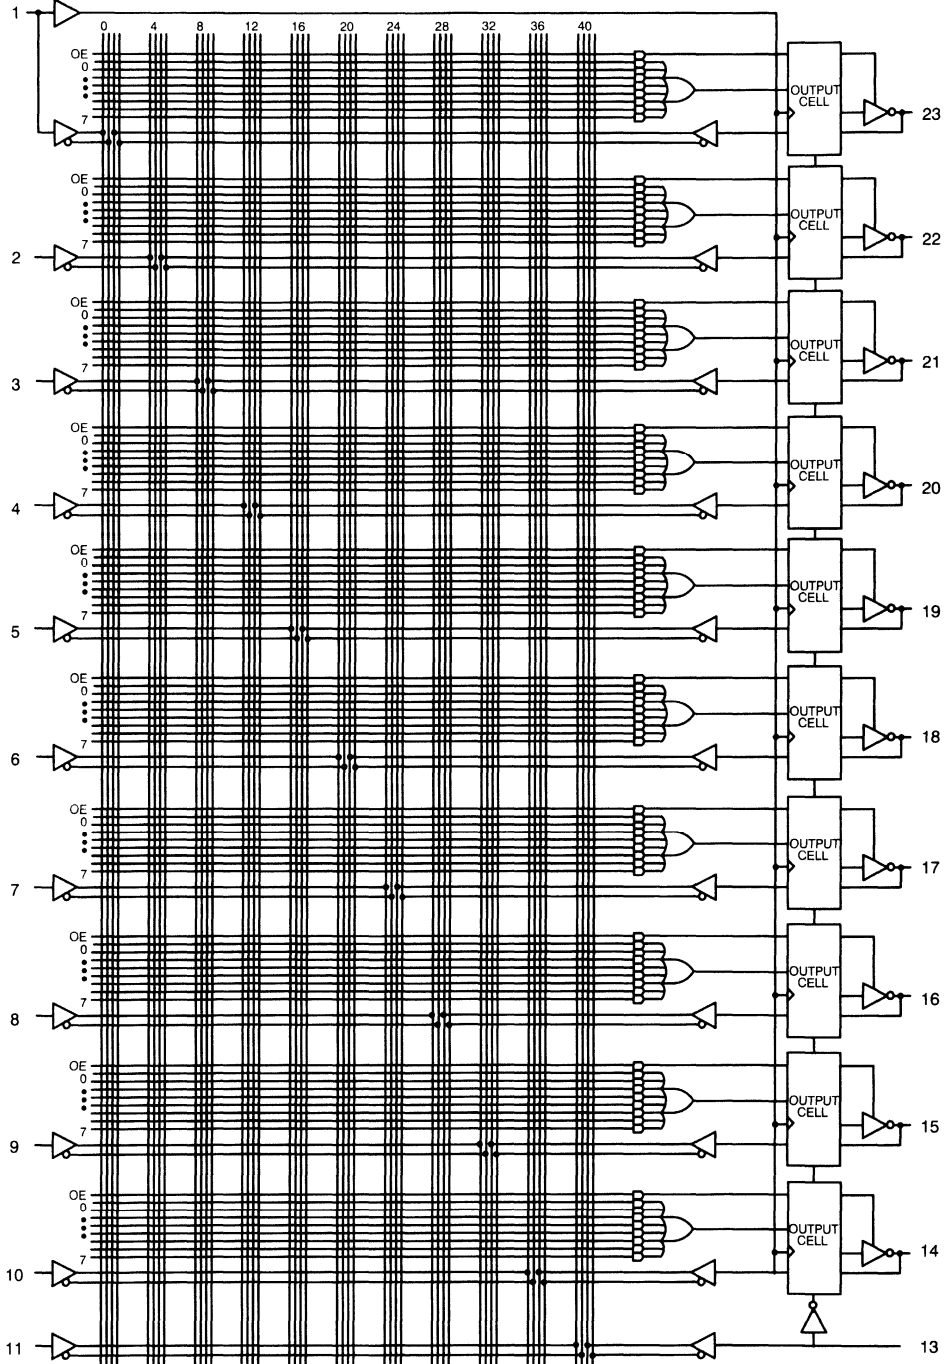 1
0 4 8 12 16 20 24 28 32 36 40
OE
0
7
OUTPUT
CELL
23
OE
0
7
OUTPUT
CELL
2
22
OE
0
7
OUTPUT
CELL
3
21
OE
0
7
OUTPUT
CELL
4
20
OE
0
7
OUTPUT
CELL
5
19
OE
0
7
OUTPUT
CELL
6
18
OE
0
7
OUTPUT
CELL
7
17
OE
0
7
OUTPUT
CELL
8
16
OE
0
7
OUTPUT
CELL
9
15
OE
0
7
OUTPUT
CELL
10
14
11
13